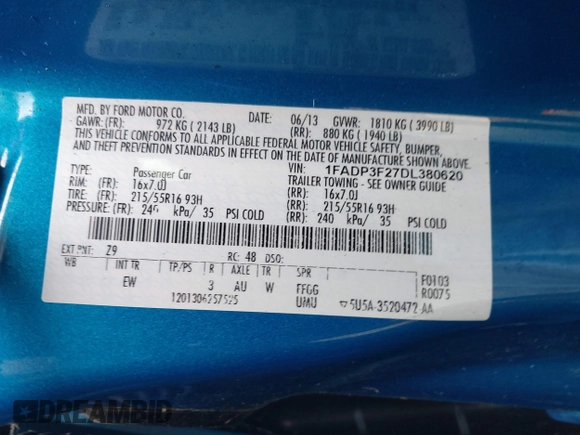 MFD. BY FORD MOTOR CO. DATE: 06/13 GVWR: 1810 KG ( 3990 LB)
GAWR: (FR): 972 KG ( 2143 LB) (RR): 880 KG ( 1940 LB)
THIS VEHICLE CONFORMS TO ALL APPLICABLE FEDERAL MOTOR VEHICLE SAFETY, BUMPER,
AND THEFT PREVENTION STANDARDS IN EFFECT ON THE DATE OF MANUFACTURE SHOWN ABOVE.
VIN: 1FADP3F27DL380620
TYPE: Passenger Car TRAILER TOWING - SEE OWNER GUIDE
RIM: (FR) 16x7.0J (RR): 16x7.0J
TIRE: (FR): 215/55R16 93H (RR): 215/55R16 93H
PRESSURE: (FR) 240 kPa/ 35 PSI COLD (RR): 240 kPa/ 35 PSI COLD
EXT PNT: Z9 RC: 48 DSO:
WB INT TR TP/PS R AXLE TR SPR
EW 3 AU W FFGG F0103
R0075
1201306257525 UMU ▽ 5U5A-3520472-AA
DREAMBID